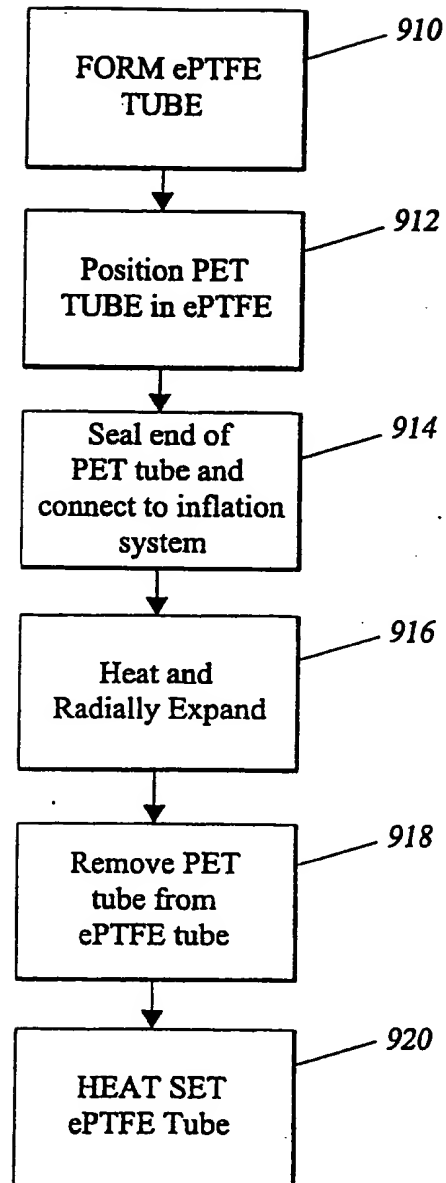 910
FORM ePTFE
TUBE
912
Position PET
TUBE in ePTFE
914
Seal end of
PET tube and
connect to inflation
system
916
Heat and
Radially Expand
918
Remove PET
tube from
ePTFE tube
920
HEAT SET
ePTFE Tube